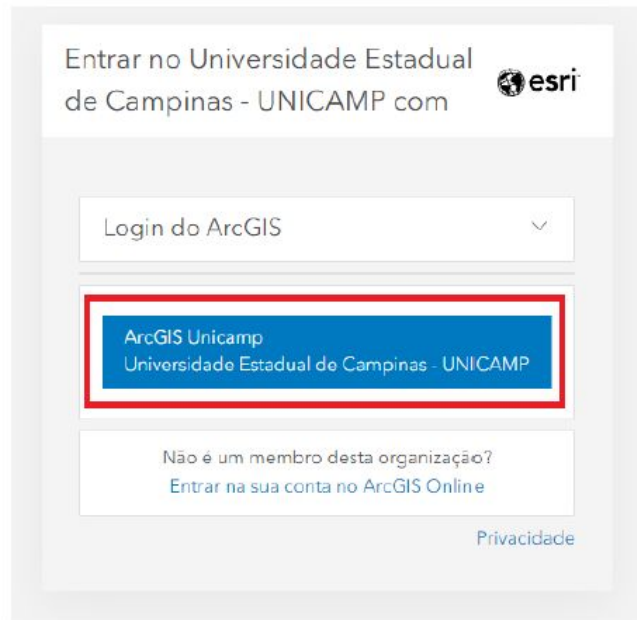 Entrar no Universidade Estadual
de Campinas - UNICAMP com
esri
Login do ArcGIS
ArcGIS Unicamp
Universidade Estadual de Campinas - UNICAMP
Não é um membro desta organização?
Entrar na sua conta no ArcGIS Online
Privacidade